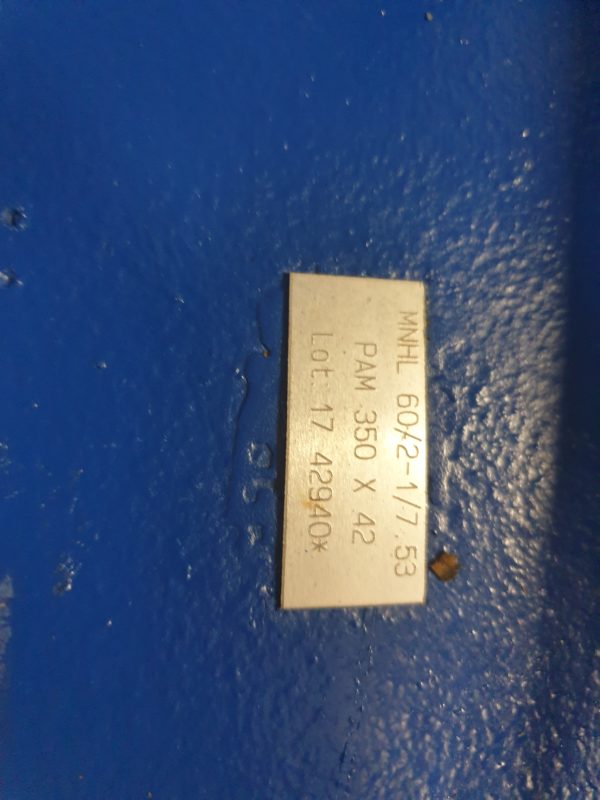 MNHL 60/2-1/7.53
PAM 350 X 42
Lot 17 42940*